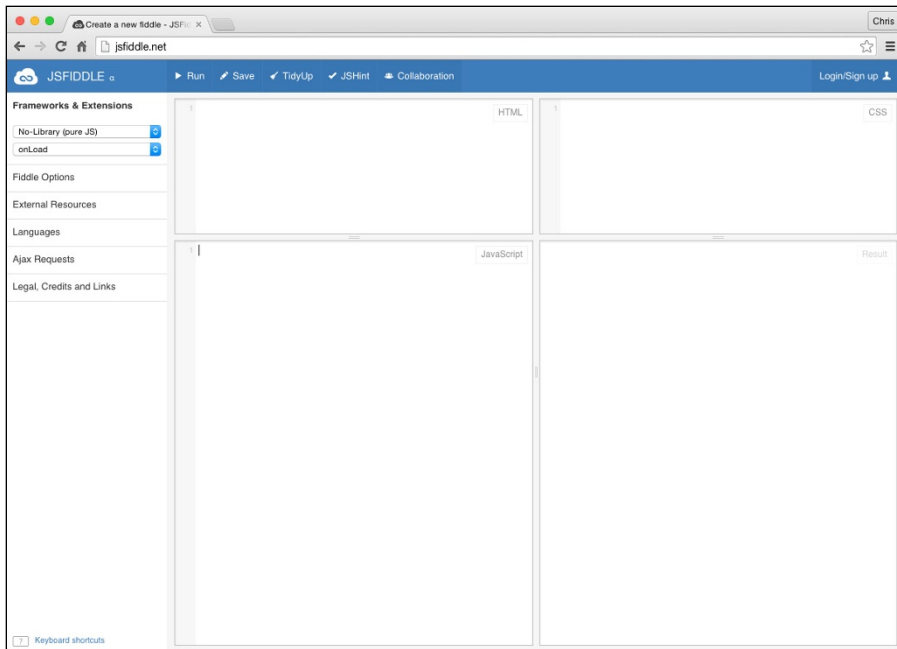 Create a new fiddle - JSFi
Chris
jsfiddle.net
JSFIDDLE α
Run Save TidyUp JSHint Collaboration
Login/Sign up
Frameworks & Extensions
No-Library (pure JS)
onLoad
Fiddle Options
External Resources
Languages
Ajax Requests
Legal, Credits and Links
1
HTML
1
CSS
1
JavaScript
Result
? Keyboard shortcuts